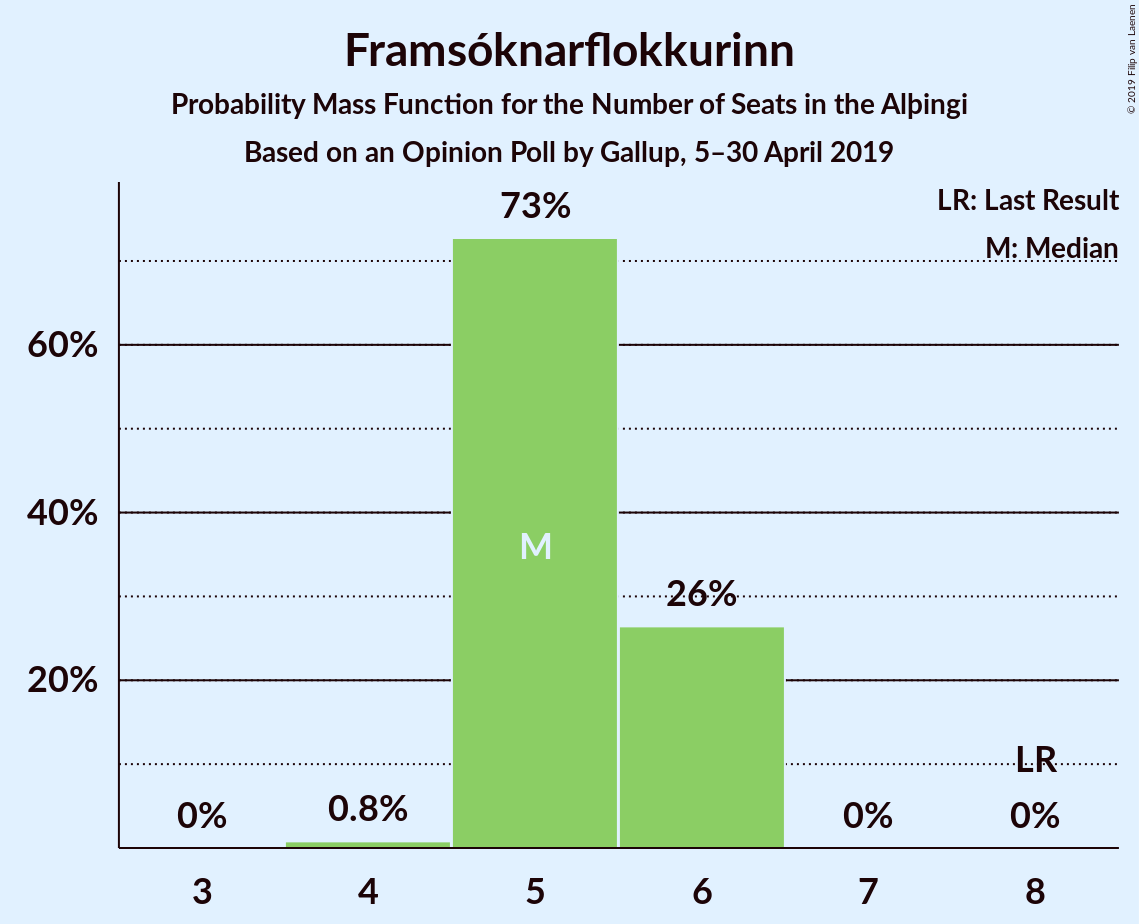 Framsóknarflokkurinn
Probability Mass Function for the Number of Seats in the Alþingi
Based on an Opinion Poll by Gallup, 5–30 April 2019
© 2019 Filip van Laenen
LR: Last Result
M: Median
73%
60%
M
40%
26%
20%
LR
0%
0.8%
0%
0%
3
4
5
6
7
8